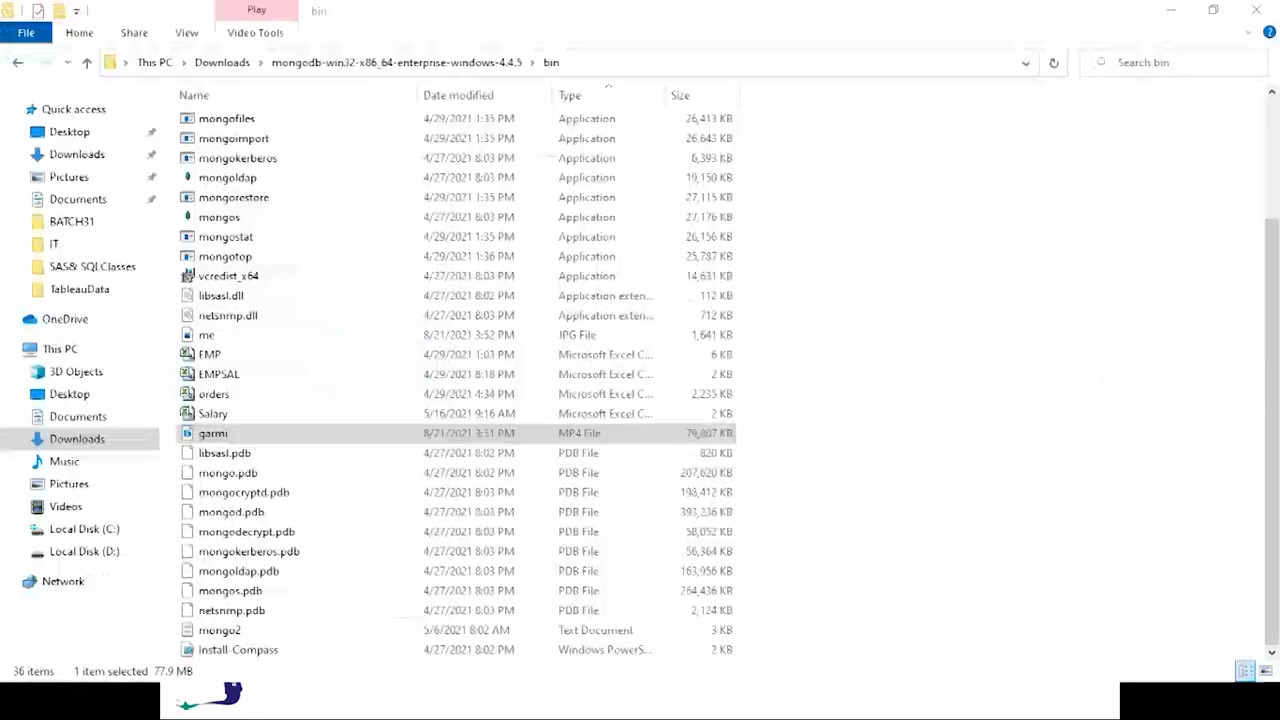 Play
bin
File Home Share View Video Tools
This PC Downloads mongodb-win32-x86_64-enterprise-windows-4.4.5 bin Search bin
Name Date modified Type Size
Quick access
Desktop
Downloads
Pictures
Documents
BATCH31
IT
SAS& SQLClasses
TableauData
OneDrive
This PC
3D Objects
Desktop
Documents
Downloads
Music
Pictures
Videos
Local Disk (C:)
Local Disk (D:)
Network
mongofiles 4/29/2021 1:35 PM Application 26,413 KB
mongoimport 4/29/2021 1:35 PM Application 26,643 KB
mongokerberos 4/27/2021 8:03 PM Application 6,393 KB
mongoldap 4/27/2021 8:03 PM Application 19,150 KB
mongorestore 4/29/2021 1:35 PM Application 27,115 KB
mongos 4/27/2021 8:03 PM Application 27,176 KB
mongostat 4/29/2021 1:35 PM Application 26,156 KB
mongotop 4/29/2021 1:36 PM Application 25,787 KB
vcredist_x64 4/27/2021 8:03 PM Application 14,631 KB
libsasl.dll 4/27/2021 8:02 PM Application exten... 112 KB
netsnmp.dll 4/27/2021 8:03 PM Application exten... 712 KB
me 8/21/2021 3:52 PM JPG File 1,641 KB
EMP 4/29/2021 1:03 PM Microsoft Excel C... 6 KB
EMPSAL 4/29/2021 8:18 PM Microsoft Excel C... 2 KB
orders 4/29/2021 4:34 PM Microsoft Excel C... 2,235 KB
Salary 5/16/2021 9:16 AM Microsoft Excel C... 2 KB
garmi 8/21/2021 3:51 PM MP4 File 79,807 KB
libsasl.pdb 4/27/2021 8:02 PM PDB File 820 KB
mongo.pdb 4/27/2021 8:02 PM PDB File 207,620 KB
mongocryptd.pdb 4/27/2021 8:03 PM PDB File 198,412 KB
mongod.pdb 4/27/2021 8:03 PM PDB File 393,236 KB
mongodecrypt.pdb 4/27/2021 8:03 PM PDB File 58,052 KB
mongokerberos.pdb 4/27/2021 8:03 PM PDB File 56,364 KB
mongoldap.pdb 4/27/2021 8:03 PM PDB File 163,956 KB
mongos.pdb 4/27/2021 8:03 PM PDB File 264,436 KB
netsnmp.pdb 4/27/2021 8:03 PM PDB File 2,124 KB
mongo2 5/6/2021 8:02 AM Text Document 3 KB
Install-Compass 4/27/2021 8:02 PM Windows PowerS... 2 KB
36 items 1 item selected 77.9 MB